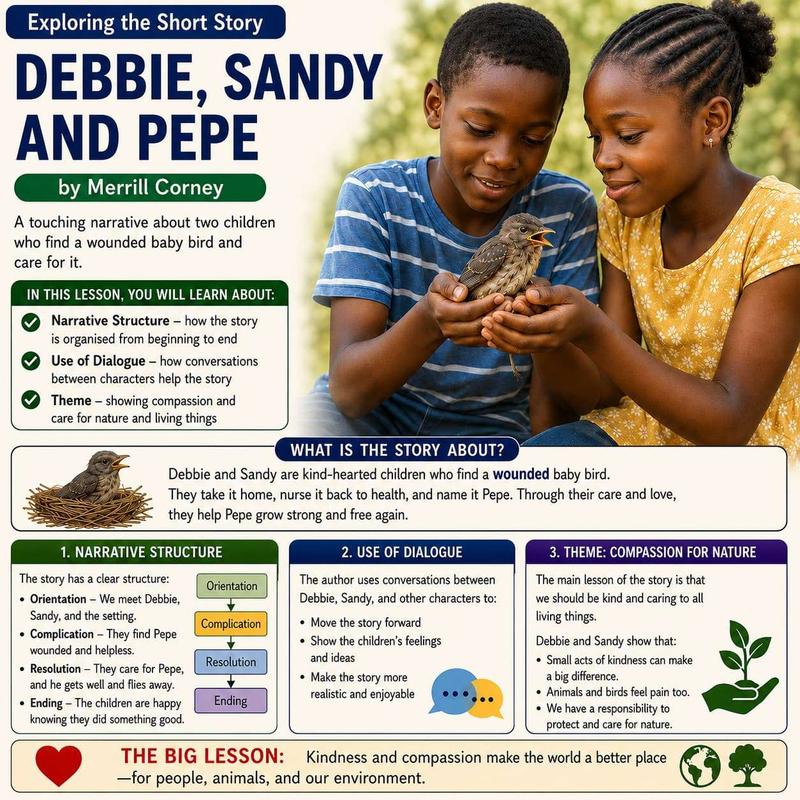 Exploring the Short Story
DEBBIE, SANDY
AND PEPE
by Merrill Corney
A touching narrative about two children
who find a wounded baby bird and
care for it.
IN THIS LESSON, YOU WILL LEARN ABOUT:
Narrative Structure – how the story
is organised from beginning to end
Use of Dialogue – how conversations
between characters help the story
Theme – showing compassion and
care for nature and living things
WHAT IS THE STORY ABOUT?
Debbie and Sandy are kind-hearted children who find a wounded baby bird.
They take it home, nurse it back to health, and name it Pepe. Through their care and love,
they help Pepe grow strong and free again.
1. NARRATIVE STRUCTURE
The story has a clear structure:
• Orientation – We meet Debbie,
Sandy, and the setting.
• Complication – They find Pepe
wounded and helpless.
• Resolution – They care for Pepe,
and he gets well and flies away.
• Ending – The children are happy
knowing they did something good.
Orientation
Complication
Resolution
Ending
2. USE OF DIALOGUE
The author uses conversations between
Debbie, Sandy, and other characters to:
• Move the story forward
• Show the children's feelings
and ideas
• Make the story more
realistic and enjoyable
3. THEME: COMPASSION FOR NATURE
The main lesson of the story is that
we should be kind and caring to all
living things.
Debbie and Sandy show that:
• Small acts of kindness can make
a big difference.
• Animals and birds feel pain too.
• We have a responsibility to
protect and care for nature.
THE BIG LESSON: Kindness and compassion make the world a better place
—for people, animals, and our environment.